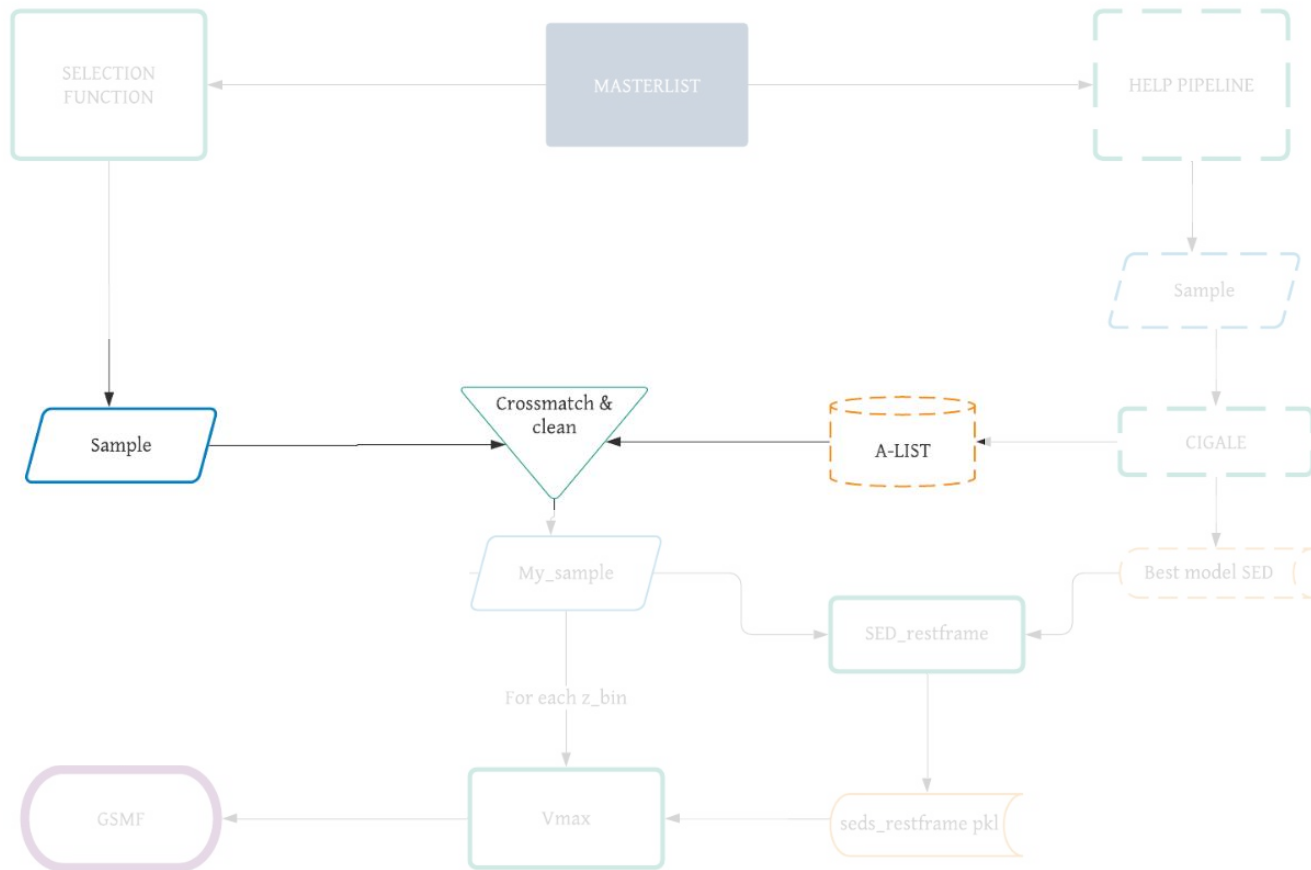 SELECTION
FUNCTION
MASTERLIST
HELP PIPELINE
Sample
Sample
Crossmatch &
clean
A-LIST
CIGALE
My_sample
Best model SED
SED_restframe
For each z_bin
GSMF
Vmax
seds_restframe pkl